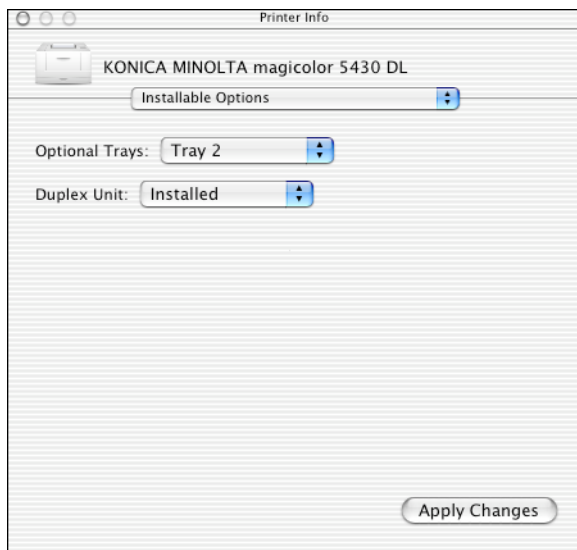 Printer Info
KONICA MINOLTA magicolor 5430 DL
Installable Options
Optional Trays: Tray 2
Duplex Unit: Installed
Apply Changes